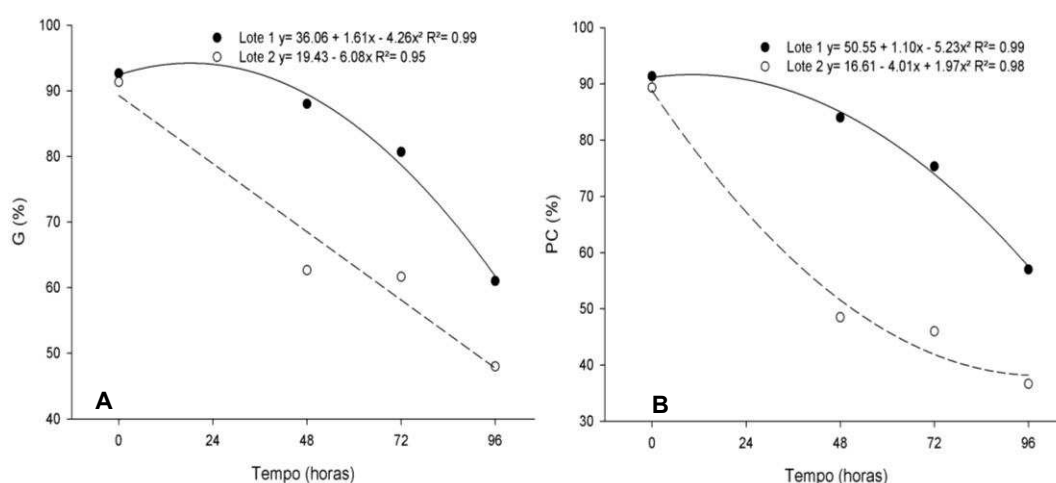 Lote 1 y= 36.06 + 1.61x - 4.26x² R²= 0.99
Lote 2 y= 19.43 - 6.08x R²= 0.95
100
90
80
70
60
50
40
G (%)
A
0 24 48 72 96
Tempo (horas)
Lote 1 y= 50.55 + 1.10x - 5.23x² R²= 0.99
Lote 2 y= 16.61 - 4.01x + 1.97x² R²= 0.98
100
90
80
70
60
50
40
30
PC (%)
B
0 24 48 72 96
Tempo (horas)